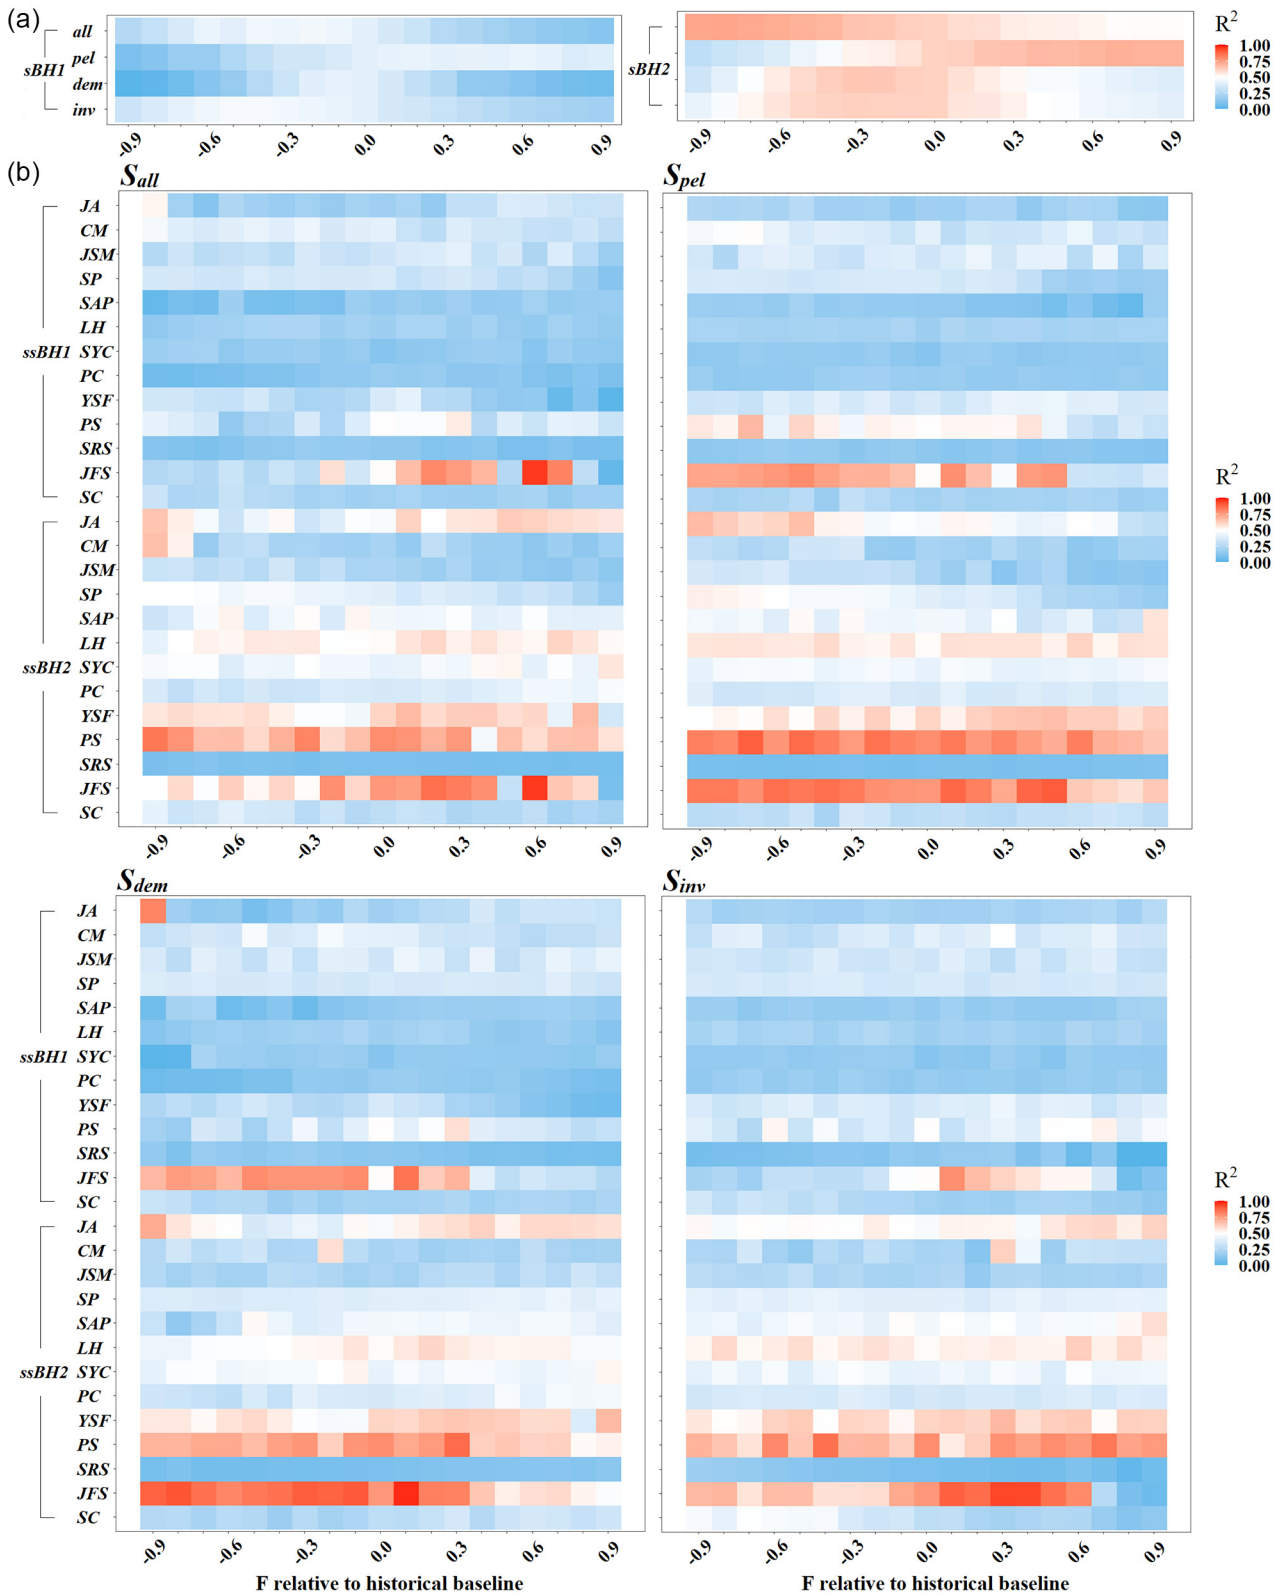 (a)
all
pel
dem
inv
sBH1
-0.9 -0.6 -0.3 0.0 0.3 0.6 0.9
sBH2
-0.9 -0.6 -0.3 0.0 0.3 0.6 0.9
R²
1.00
0.75
0.50
0.25
0.00
(b)
Sall
Spel
JA
CM
JSM
SP
SAP
LH
ssBH1 SYC
PC
YSF
PS
SRS
JFS
SC
JA
CM
JSM
SP
SAP
LH
ssBH2 SYC
PC
YSF
PS
SRS
JFS
SC
-0.9 -0.6 -0.3 0.0 0.3 0.6 0.9
-0.9 -0.6 -0.3 0.0 0.3 0.6 0.9
R²
1.00
0.75
0.50
0.25
0.00
Sdem
Sinv
JA
CM
JSM
SP
SAP
LH
ssBH1 SYC
PC
YSF
PS
SRS
JFS
SC
JA
CM
JSM
SP
SAP
LH
ssBH2 SYC
PC
YSF
PS
SRS
JFS
SC
-0.9 -0.6 -0.3 0.0 0.3 0.6 0.9
-0.9 -0.6 -0.3 0.0 0.3 0.6 0.9
R²
1.00
0.75
0.50
0.25
0.00
F relative to historical baseline
F relative to historical baseline